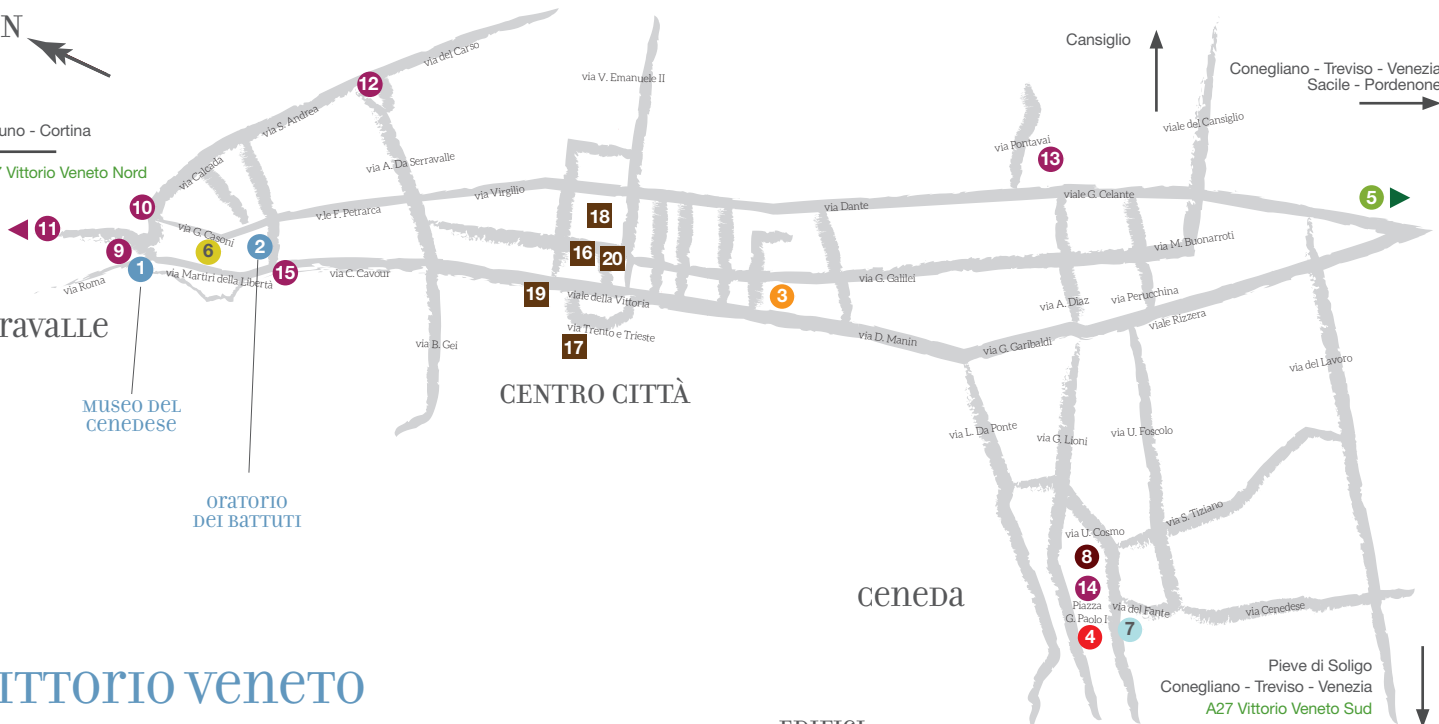 N
uno - Cortina
7 Vittorio Veneto Nord
Cansiglio
Conegliano - Treviso - Venezia
Sacile - Pordenone
via del Carso
via V. Emanuele II
12
via S. Andrea
viale del Cansiglio
via Pontavai
13
via Calcada
via A. Da Serravalle
via Virgilio
viale G. Celante
5
10
11
v.le F. Petrarca
18
via Dante
via G. Casoni
9
6
2
16
20
via M. Buonarroti
1
15
via Martiri della Libertà
via C. Cavour
via G. Galilei
via Roma
19
viale della Vittoria
3
via A. Diaz
via Perucchina
viale Rizzera
ravalle
via Trento e Trieste
17
via B. Gei
via D. Manin
via G. Garibaldi
via del Lavoro
CENTRO CITTÀ
museo del
cenedese
via L. Da Ponte
via G. Lioni
via U. Foscolo
oratorio
dei battuti
via S. Tiziano
via U. Cosmo
8
ceneda
14
Piazza
G. Paolo I
via del Fante
via Cenedese
4
7
Pieve di Soligo
Conegliano - Treviso - Venezia
A27 Vittorio Veneto Sud
ittorio veneto
EDIFICI